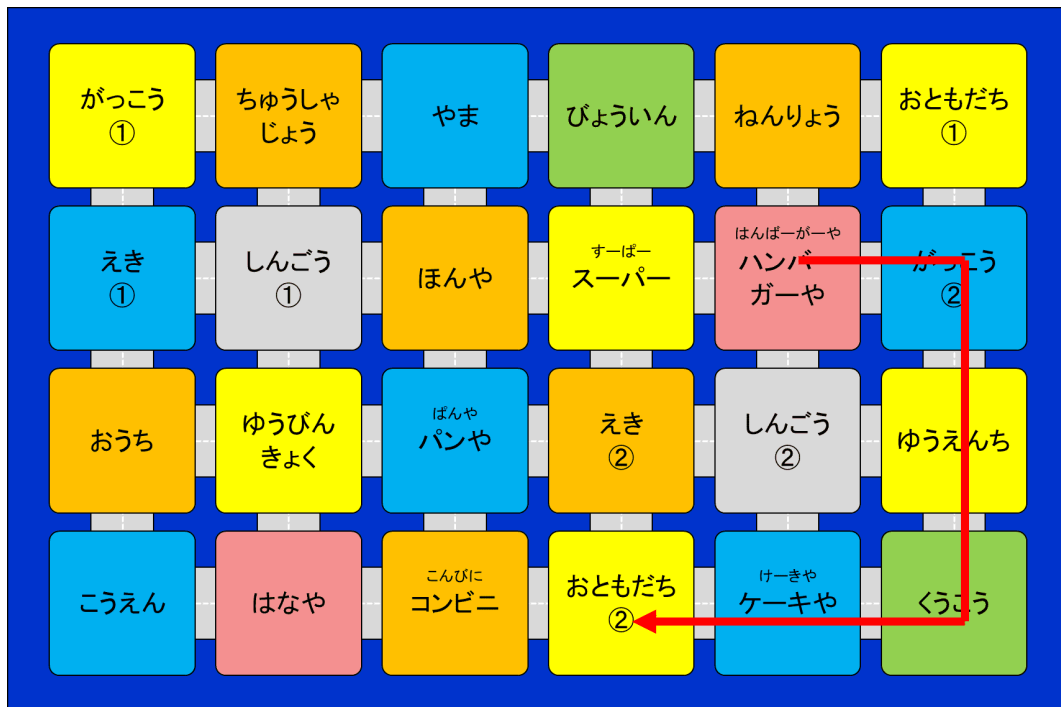 がっこう
①
ちゅうしゃ
じょう
やま
びょういん
ねんりょう
おともだち
①
えき
①
しんごう
①
ほんや
すーぱー
スーパー
はんばーがーや
ハンバー
ガーや
がっこう
②
おうち
ゆうびん
きょく
ぱんや
パンや
えき
②
しんごう
②
ゆうえんち
こうえん
はなや
こんびに
コンビニ
おともだち
②
けーきや
ケーキや
くうこう